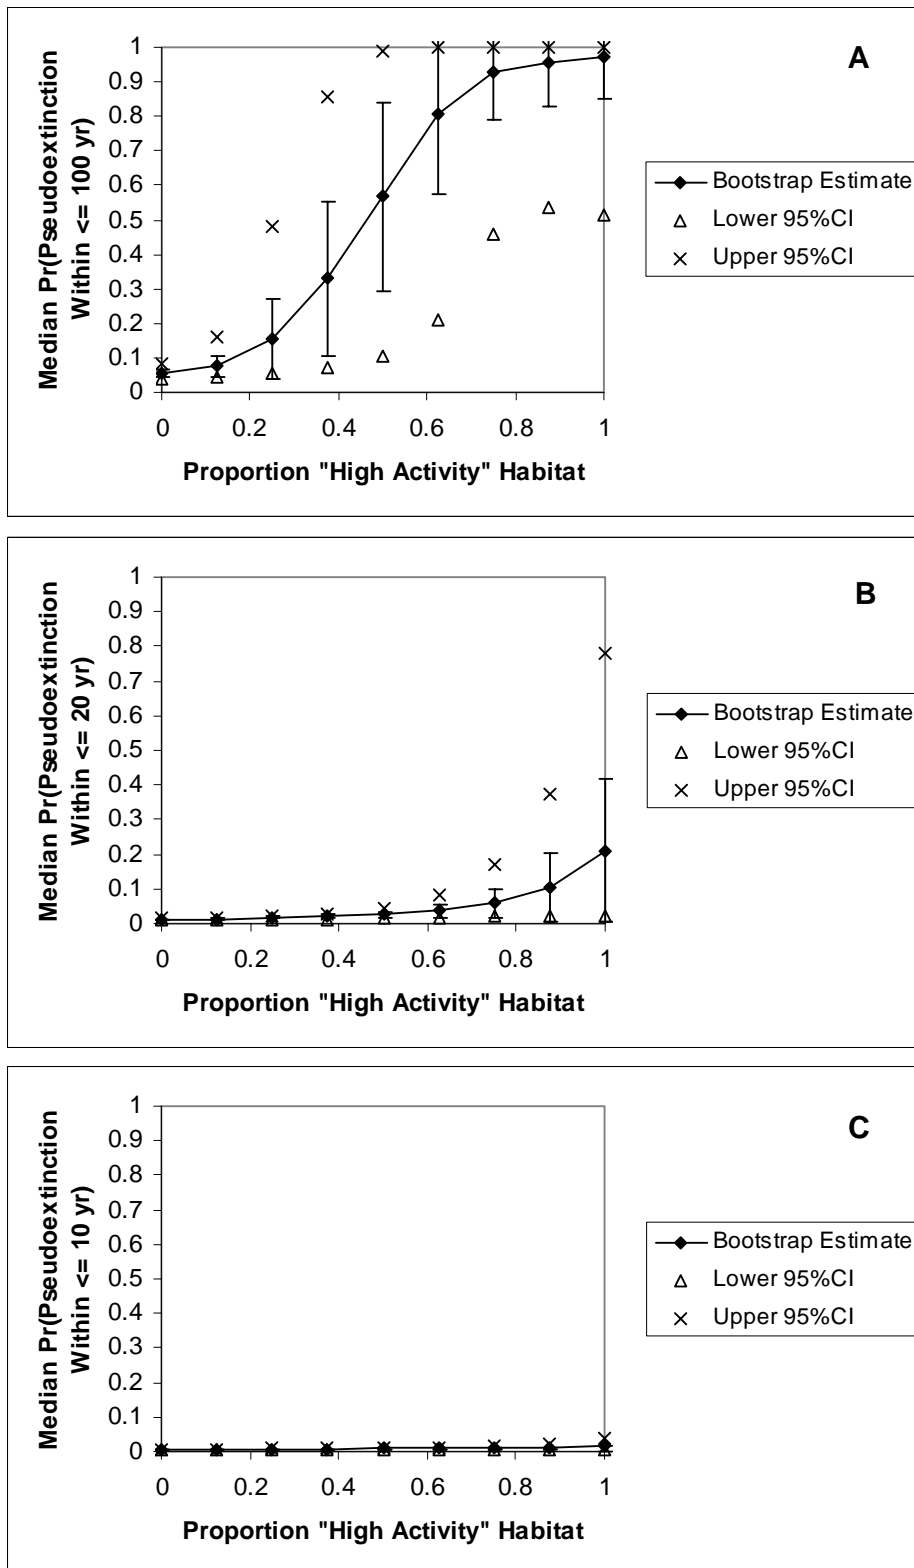 A
Median Pr(Pseudoextinction
Within <= 100 yr)
1
0.9
0.8
0.7
0.6
0.5
0.4
0.3
0.2
0.1
0
0 0.2 0.4 0.6 0.8 1
Proportion "High Activity" Habitat
Bootstrap Estimate
Lower 95%CI
Upper 95%CI
B
Median Pr(Pseudoextinction
Within <= 20 yr)
1
0.9
0.8
0.7
0.6
0.5
0.4
0.3
0.2
0.1
0
0 0.2 0.4 0.6 0.8 1
Proportion "High Activity" Habitat
Bootstrap Estimate
Lower 95%CI
Upper 95%CI
C
Median Pr(Pseudoextinction
Within <= 10 yr)
1
0.9
0.8
0.7
0.6
0.5
0.4
0.3
0.2
0.1
0
0 0.2 0.4 0.6 0.8 1
Proportion "High Activity" Habitat
Bootstrap Estimate
Lower 95%CI
Upper 95%CI